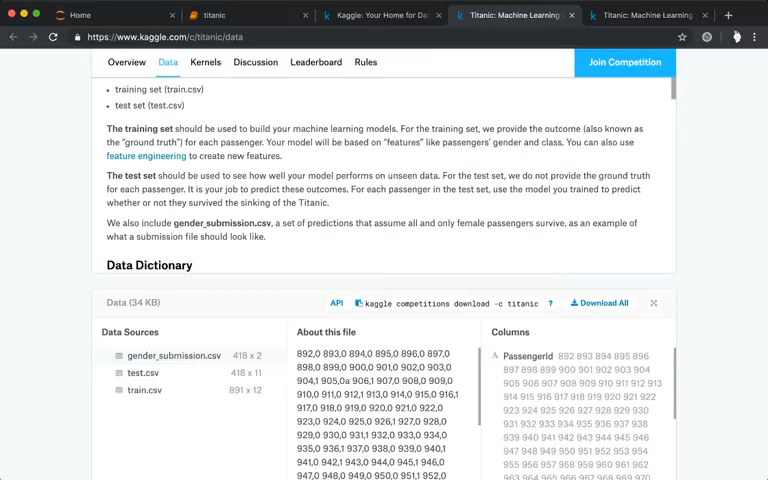 Home
titanic
Kaggle: Your Home for Da
Titanic: Machine Learning
Titanic: Machine Learning
https://www.kaggle.com/c/titanic/data
Overview Data Kernels Discussion Leaderboard Rules Join Competition
training set (train.csv)
test set (test.csv)
The training set should be used to build your machine learning models. For the training set, we provide the outcome (also known as
the "ground truth") for each passenger. Your model will be based on "features" like passengers' gender and class. You can also use
feature engineering to create new features.
The test set should be used to see how well your model performs on unseen data. For the test set, we do not provide the ground truth
for each passenger. It is your job to predict these outcomes. For each passenger in the test set, use the model you trained to predict
whether or not they survived the sinking of the Titanic.
We also include gender_submission.csv, a set of predictions that assume all and only female passengers survive, as an example of
what a submission file should look like.
Data Dictionary
Data (34 KB) API kaggle competitions download -c titanic ? Download All
Data Sources
gender_submission.csv 418 x 2
test.csv 418 x 11
train.csv 891 x 12
About this file
892,0 893,0 894,0 895,0 896,0 897,0
898,0 899,0 900,0 901,0 902,0 903,0
904,1 905,0a 906,1 907,0 908,0 909,0
910,0 911,0 912,1 913,0 914,0 915,0 916,1
917,0 918,0 919,0 920,0 921,0 922,0
923,0 924,0 925,0 926,1 927,0 928,0
929,0 930,0 931,1 932,0 933,0 934,0
935,0 936,1 937,0 938,0 939,0 940,1
941,0 942,1 943,0 944,0 945,1 946,0
947,0 948,0 949,0 950,0 951,1 952,0
Columns
A PassengerId 892 893 894 895 896
897 898 899 900 901 902 903 904
905 906 907 908 909 910 911 912 913
914 915 916 917 918 919 920 921 922
923 924 925 926 927 928 929 930
931 932 933 934 935 936 937 938
939 940 941 942 943 944 945 946
947 948 949 950 951 952 953 954
955 956 957 958 959 960 961 962
963 964 965 966 967 968 969 970